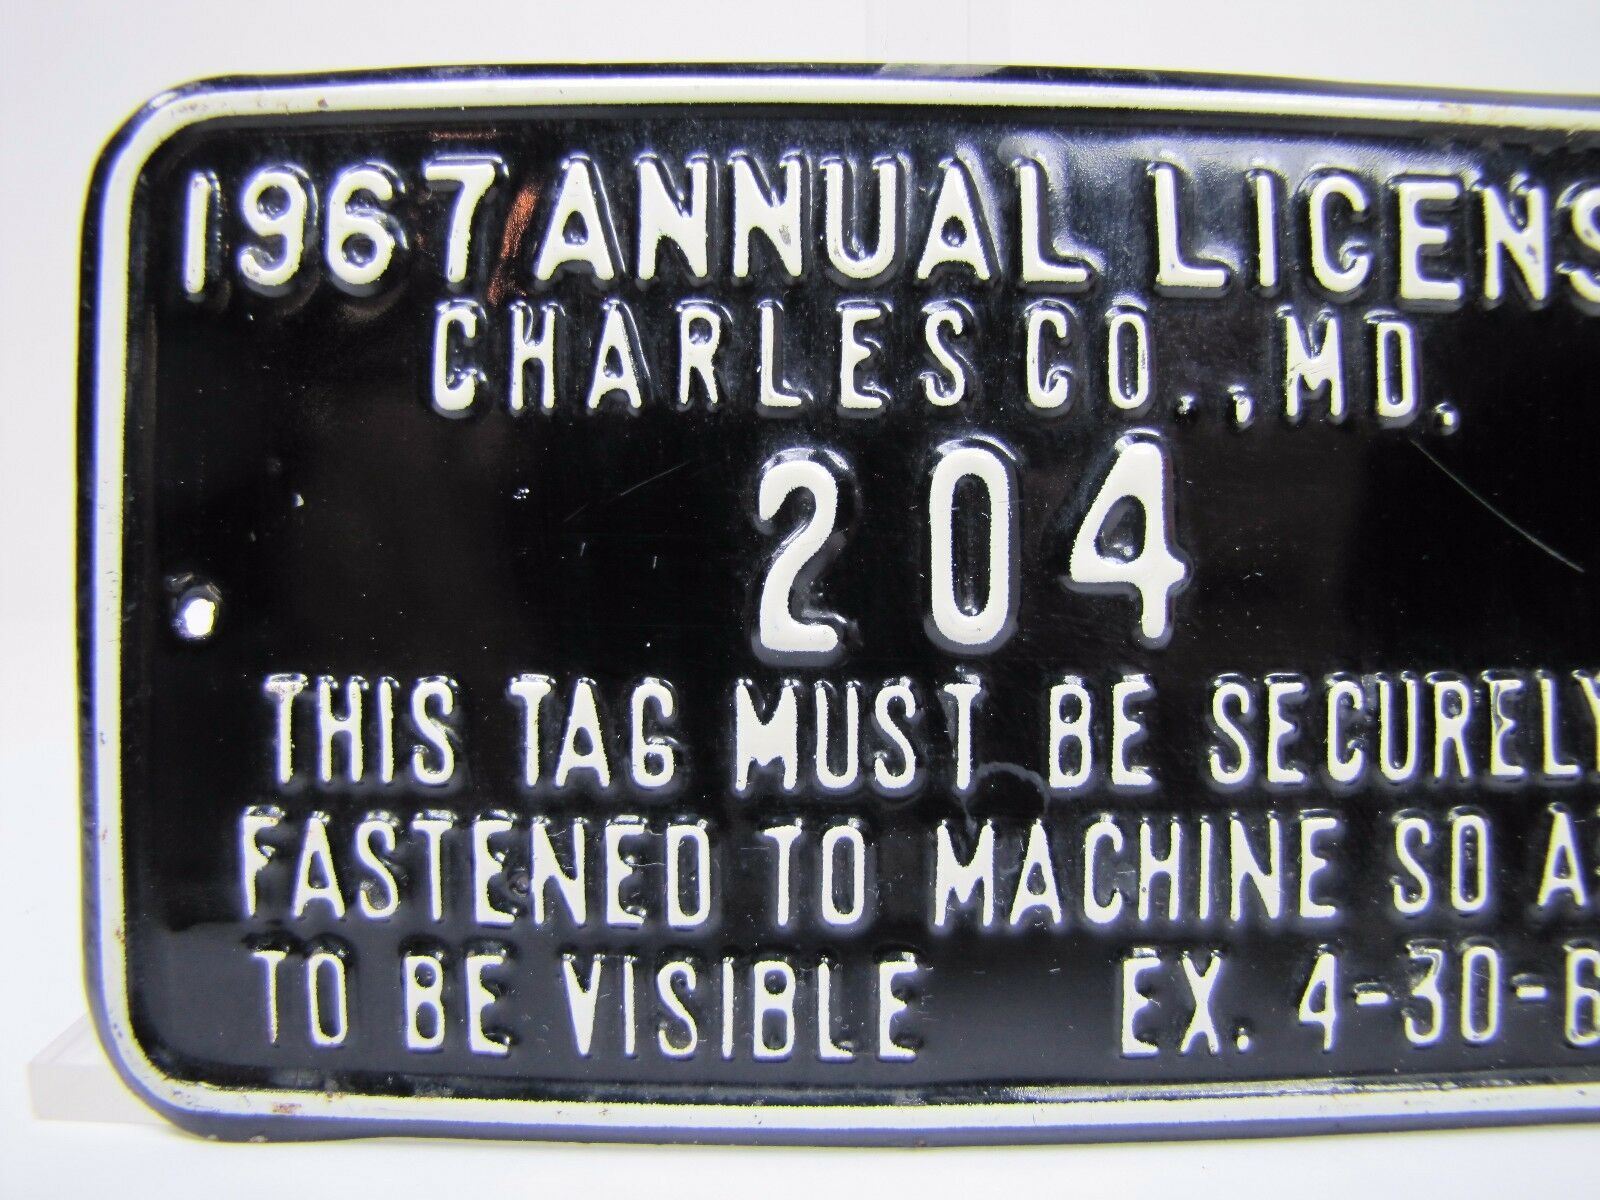 1967 ANNUAL LICENS
CHARLES CO., MD.
204
THIS TAG MUST BE SECURELY
FASTENED TO MACHINE SO AS
TO BE VISIBLE EX. 4-30-6